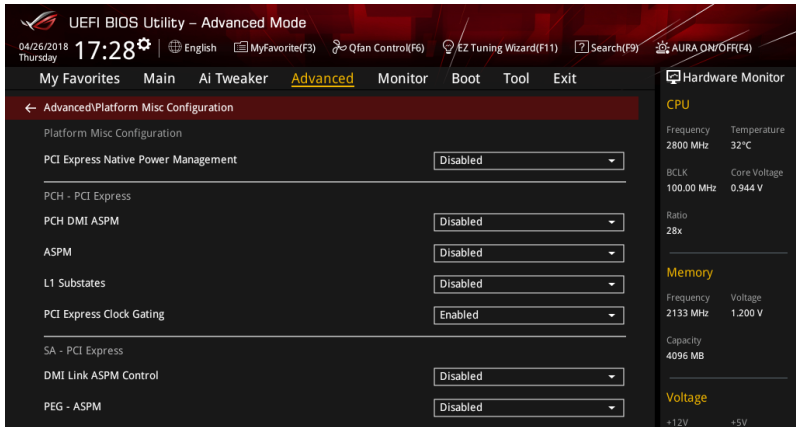 UEFI BIOS Utility – Advanced Mode
04/26/2018 Thursday 17:28 English MyFavorite(F3) Qfan Control(F6) EZ Tuning Wizard(F11) ? Search(F9) AURA ON/OFF(F4)
My Favorites Main Ai Tweaker Advanced Monitor Boot Tool Exit
← Advanced\Platform Misc Configuration
Platform Misc Configuration
PCI Express Native Power Management Disabled
PCH - PCI Express
PCH DMI ASPM Disabled
ASPM Disabled
L1 Substates Disabled
PCI Express Clock Gating Enabled
SA - PCI Express
DMI Link ASPM Control Disabled
PEG - ASPM Disabled
Hardware Monitor
CPU
Frequency Temperature
2800 MHz 32°C
BCLK Core Voltage
100.00 MHz 0.944 V
Ratio
28x
Memory
Frequency Voltage
2133 MHz 1.200 V
Capacity
4096 MB
Voltage
+12V +5V